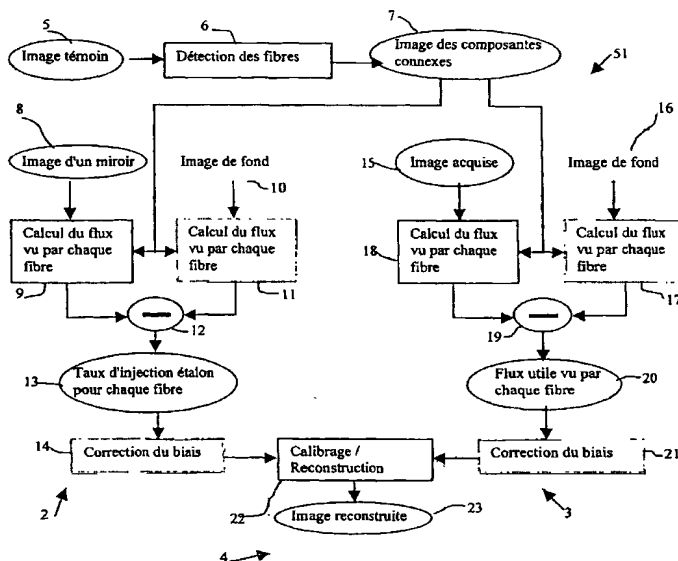 5
6
7
Image témoin
Détection des fibres
Image des composantes
connexes
51
8
16
Image d'un miroir
Image de fond
15
Image acquise
Image de fond
10
Calcul du flux
vu par chaque
fibre
Calcul du flux
vu par chaque
fibre
18
Calcul du flux
vu par chaque
fibre
Calcul du flux
vu par chaque
fibre
9
11
17
12
19
13
Taux d'injection étalon
pour chaque fibre
Flux utile vu par
chaque fibre
20
14
Correction du biais
Calibrage /
Reconstruction
Correction du biais
21
22
2
Image reconstruite
23
3
4